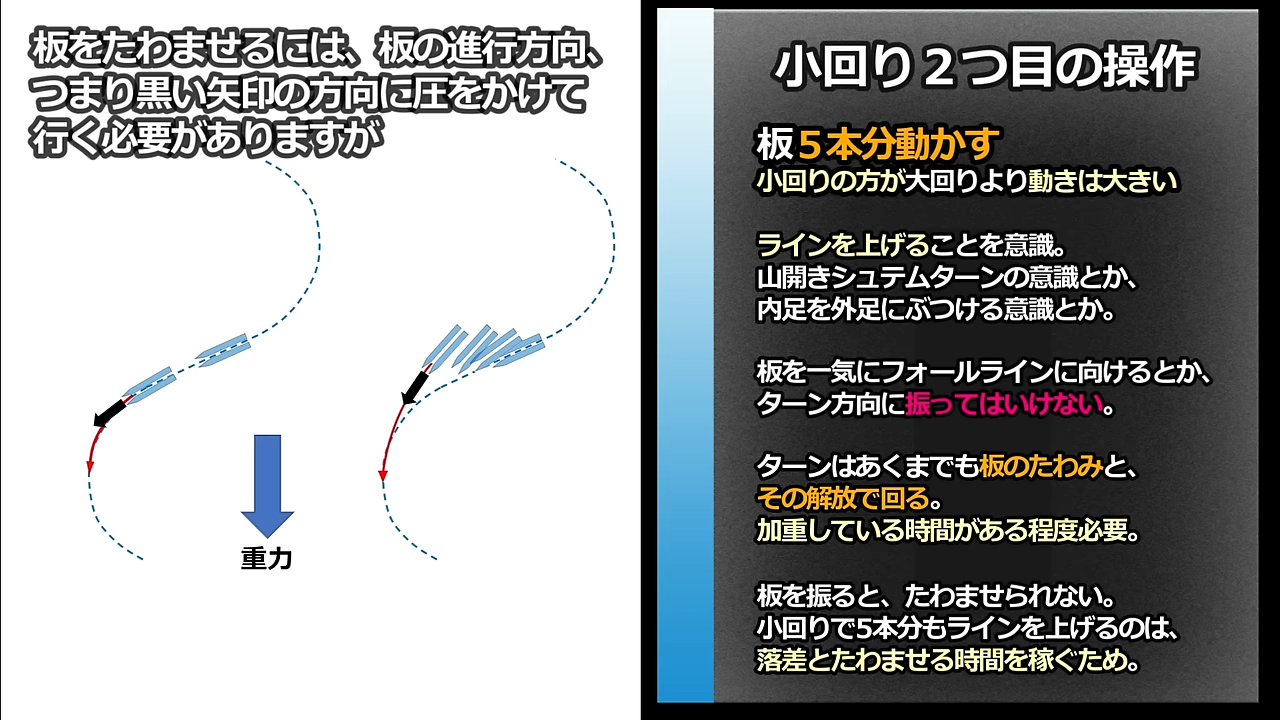 板をたわませるには、板の進行方向、
つまり黒い矢印の方向に圧をかけて
行く必要がありますが
重力
小回り２つ目の操作
板５本分動かす
小回りの方が大回りより動きは大きい
ラインを上げることを意識。
山開きシュテムターンの意識とか、
内足を外足にぶつける意識とか。
板を一気にフォールラインに向けるとか、
ターン方向に振ってはいけない。
ターンはあくまでも板のたわみと、
その解放で回る。
加重している時間がある程度必要。
板を振ると、たわませられない。
小回りで5本分もラインを上げるのは、
落差とたわませる時間を稼ぐため。